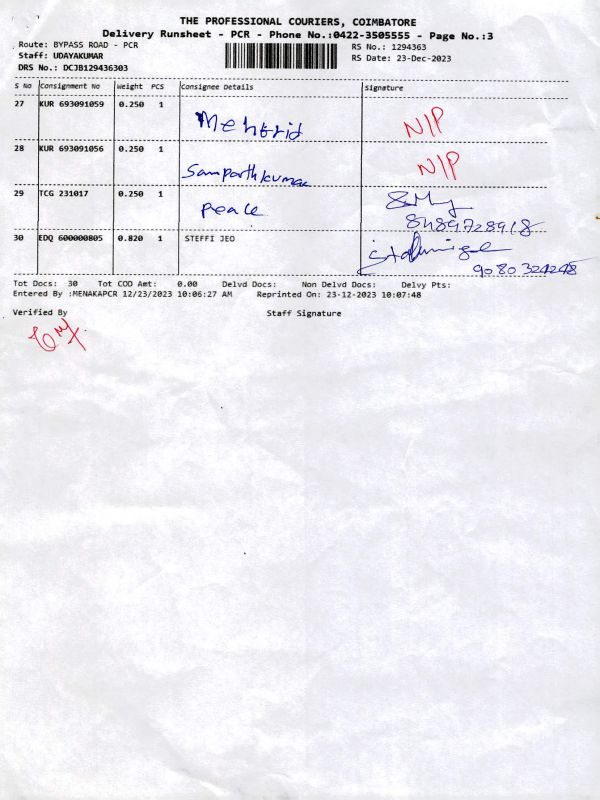 THE PROFESSIONAL COURIERS, COIMBATORE
Delivery Runsheet - PCR - Phone No.:0422-3505555 - Page No.:3
Route: BYPASS ROAD - PCR RS No.: 1294363
Staff: UDAYAKUMAR RS Date: 23-Dec-2023
DRS No.: DCJB129436303
S No Consignment No Weight PCS Consignee Details Signature
27 KUR 693091059 0.250 1 N/P
28 KUR 693091056 0.250 1 Samparthkumar N/P
29 TCG 231017 0.250 1 Peace
8489728918
30 EDQ 600000805 0.820 1 STEFFI JEO
9080324248
Tot Docs: 30 Tot COD Amt: 0.00 Delvd Docs: Non Delvd Docs: Delvy Pts:
Entered By :MENAKAPCR 12/23/2023 10:06:27 AM Reprinted On: 23-12-2023 10:07:48
Verified By Staff Signature